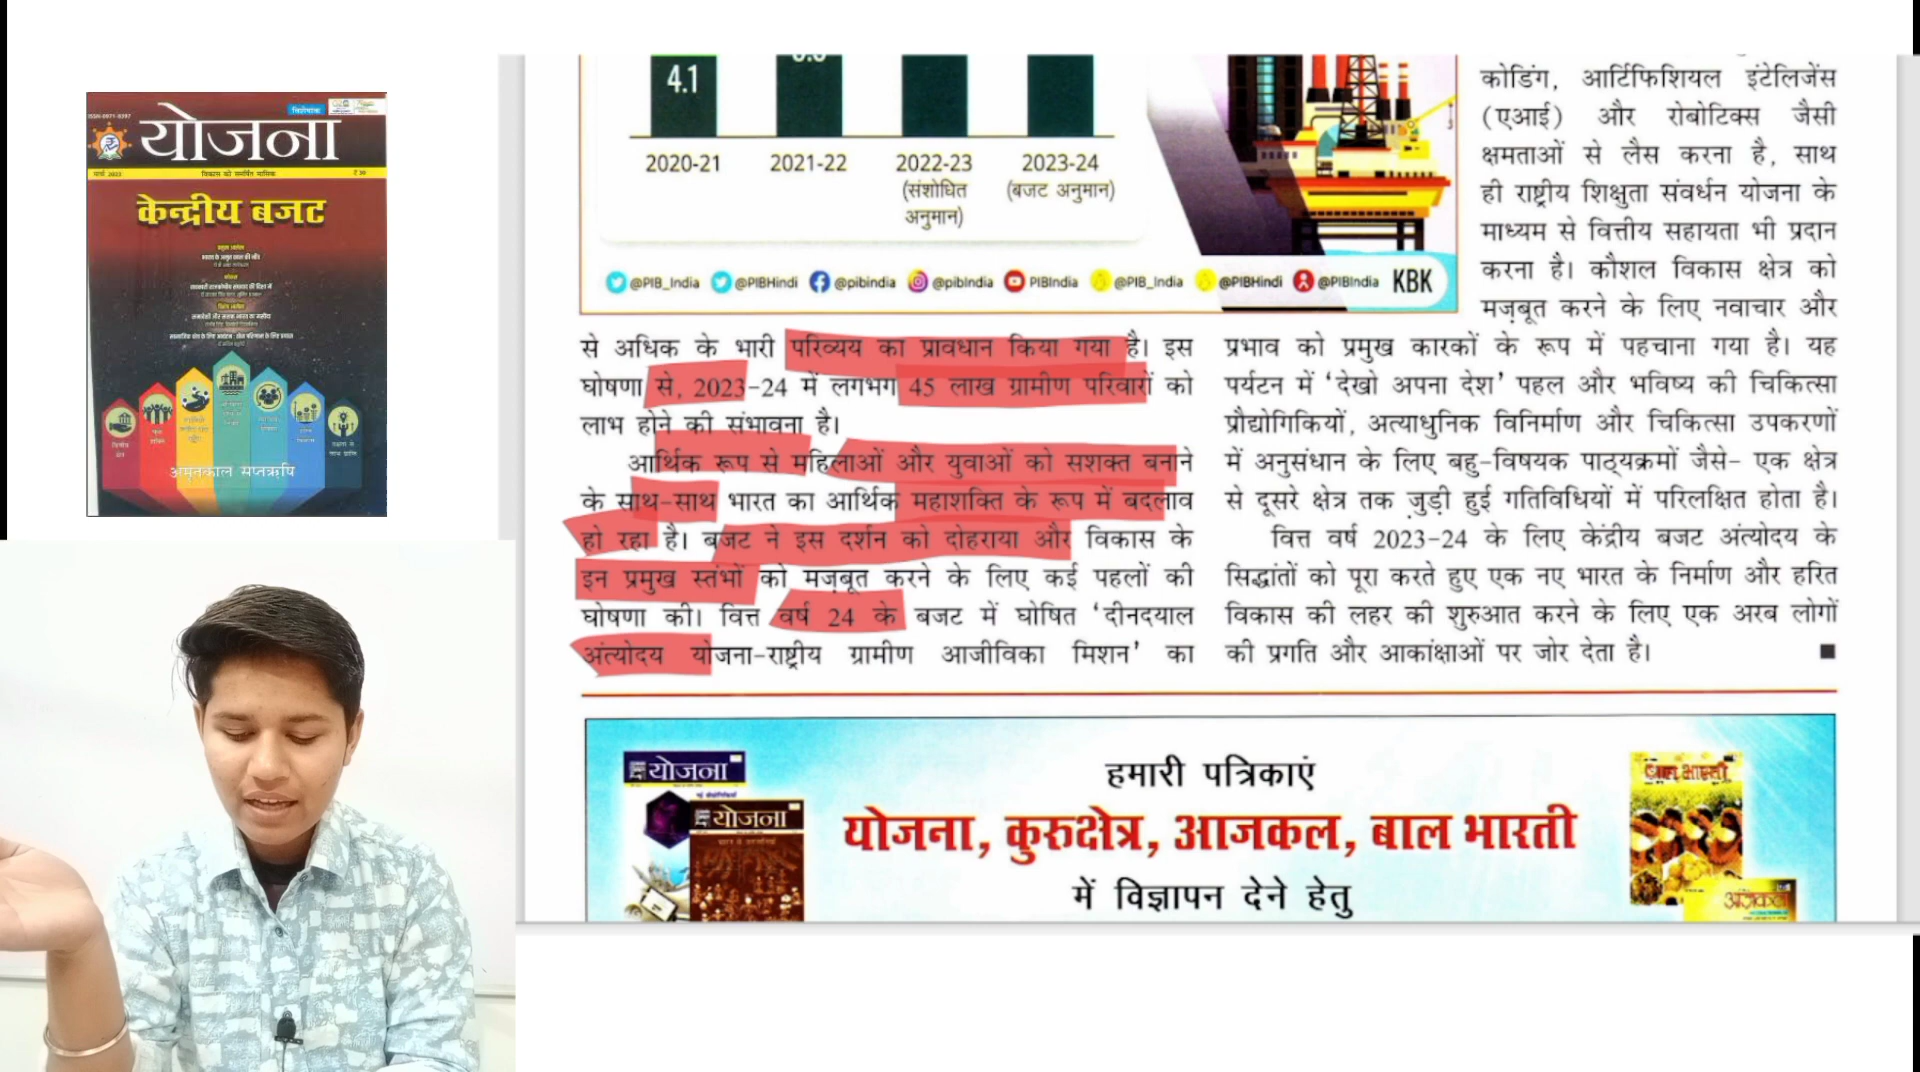 विशेषांक
योजना
मार्च 2023
विकास को समर्पित मासिक
₹ 30
केन्द्रीय बजट
अमृतकाल सप्तऋषि
4.1
2020-21
2021-22
2022-23
(संशोधित
अनुमान)
2023-24
(बजट अनुमान)
@PIB_India @PIBHindi @pibindia @pibIndia PIBIndia @PIB_India @PIBHindi @PIBIndia KBK
कोडिंग, आर्टिफिशियल इंटेलिजेंस
(एआई) और रोबोटिक्स जैसी
क्षमताओं से लैस करना है, साथ
ही राष्ट्रीय शिक्षुता संवर्धन योजना के
माध्यम से वित्तीय सहायता भी प्रदान
करना है। कौशल विकास क्षेत्र को
मज़बूत करने के लिए नवाचार और
से अधिक के भारी परिव्यय का प्रावधान किया गया है। इस
घोषणा से, 2023-24 में लगभग 45 लाख ग्रामीण परिवारों को
लाभ होने की संभावना है।
आर्थिक रूप से महिलाओं और युवाओं को सशक्त बनाने
के साथ-साथ भारत का आर्थिक महाशक्ति के रूप में बदलाव
हो रहा है। बजट ने इस दर्शन को दोहराया और विकास के
इन प्रमुख स्तंभों को मज़बूत करने के लिए कई पहलों की
घोषणा की। वित्त वर्ष 24 के बजट में घोषित 'दीनदयाल
अंत्योदय योजना-राष्ट्रीय ग्रामीण आजीविका मिशन' का
प्रभाव को प्रमुख कारकों के रूप में पहचाना गया है। यह
पर्यटन में 'देखो अपना देश' पहल और भविष्य की चिकित्सा
प्रौद्योगिकियों, अत्याधुनिक विनिर्माण और चिकित्सा उपकरणों
में अनुसंधान के लिए बहु-विषयक पाठ्यक्रमों जैसे- एक क्षेत्र
से दूसरे क्षेत्र तक जुड़ी हुई गतिविधियों में परिलक्षित होता है।
वित्त वर्ष 2023-24 के लिए केंद्रीय बजट अंत्योदय के
सिद्धांतों को पूरा करते हुए एक नए भारत के निर्माण और हरित
विकास की लहर की शुरुआत करने के लिए एक अरब लोगों
की प्रगति और आकांक्षाओं पर जोर देता है।
योजना
योजना
हमारी पत्रिकाएं
योजना, कुरुक्षेत्र, आजकल, बाल भारती
में विज्ञापन देने हेतु
बाल भारती
आजकल